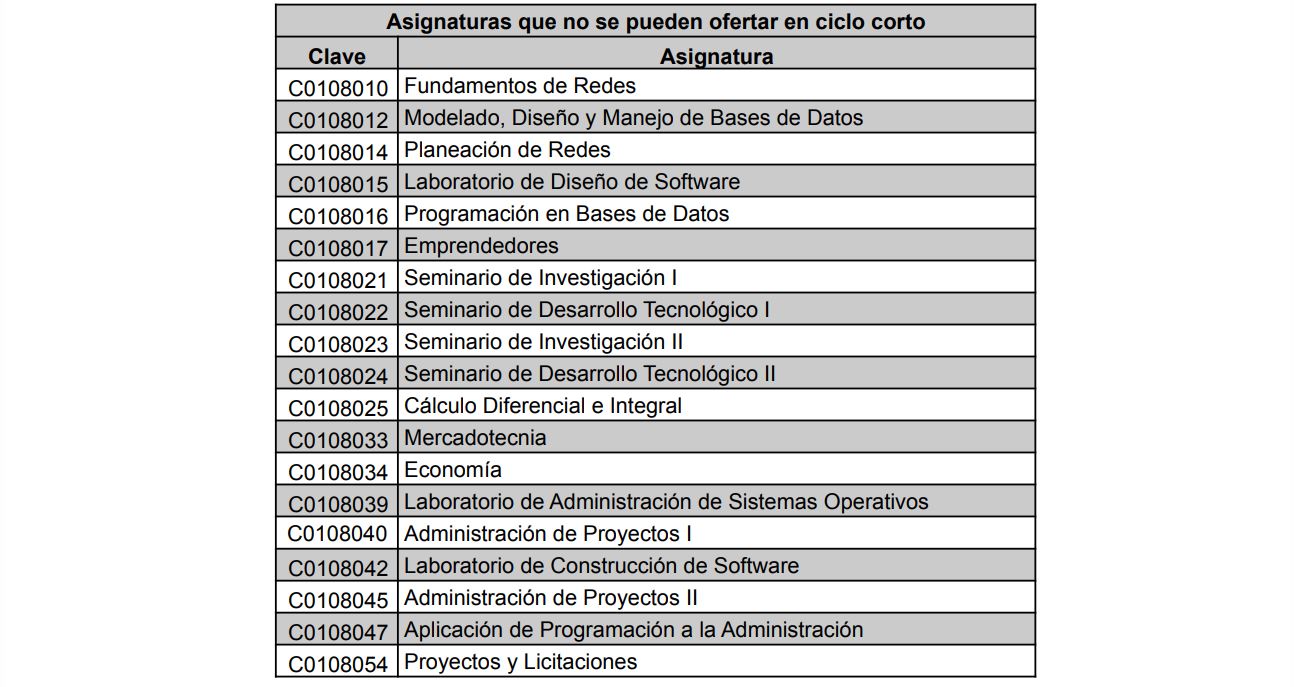 Asignaturas que no se pueden ofertar en ciclo corto
Clave Asignatura
C0108010 Fundamentos de Redes
C0108012 Modelado, Diseño y Manejo de Bases de Datos
C0108014 Planeación de Redes
C0108015 Laboratorio de Diseño de Software
C0108016 Programación en Bases de Datos
C0108017 Emprendedores
C0108021 Seminario de Investigación I
C0108022 Seminario de Desarrollo Tecnológico I
C0108023 Seminario de Investigación II
C0108024 Seminario de Desarrollo Tecnológico II
C0108025 Cálculo Diferencial e Integral
C0108033 Mercadotecnia
C0108034 Economía
C0108039 Laboratorio de Administración de Sistemas Operativos
C0108040 Administración de Proyectos I
C0108042 Laboratorio de Construcción de Software
C0108045 Administración de Proyectos II
C0108047 Aplicación de Programación a la Administración
C0108054 Proyectos y Licitaciones